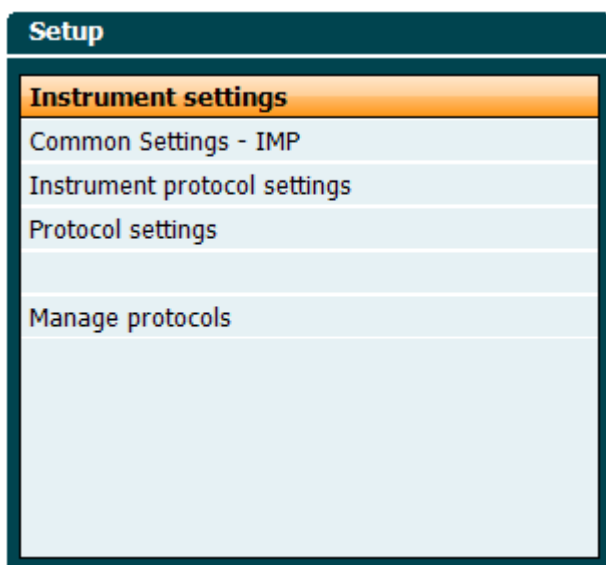 Setup
Instrument settings
Common Settings - IMP
Instrument protocol settings
Protocol settings
Manage protocols